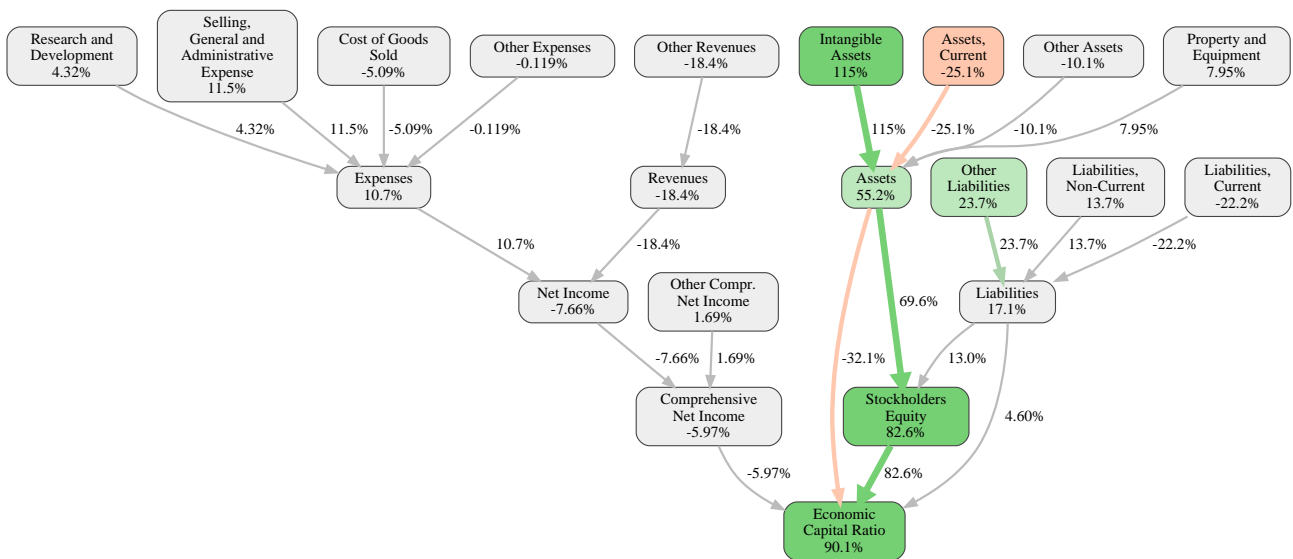 Research and
Development
4.32%
Selling,
General and
Administrative
Expense
11.5%
Cost of Goods
Sold
-5.09%
Other Expenses
-0.119%
Other Revenues
-18.4%
Intangible
Assets
115%
Assets,
Current
-25.1%
Other Assets
-10.1%
Property and
Equipment
7.95%
4.32%
11.5%
-5.09%
-0.119%
-18.4%
115%
-25.1%
-10.1%
7.95%
Expenses
10.7%
Revenues
-18.4%
Assets
55.2%
Other
Liabilities
23.7%
Liabilities,
Non-Current
13.7%
Liabilities,
Current
-22.2%
10.7%
-18.4%
23.7%
13.7%
-22.2%
Net Income
-7.66%
Other Compr.
Net Income
1.69%
69.6%
Liabilities
17.1%
-7.66%
1.69%
-32.1%
13.0%
Comprehensive
Net Income
-5.97%
Stockholders
Equity
82.6%
4.60%
-5.97%
82.6%
Economic
Capital Ratio
90.1%